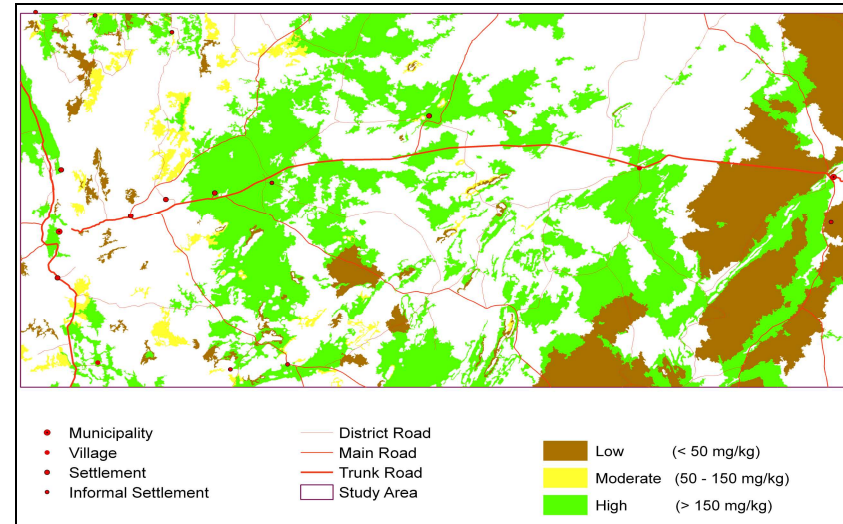 Municipality
Village
Settlement
Informal Settlement
District Road
Main Road
Trunk Road
Study Area
Low (< 50 mg/kg)
Moderate (50 - 150 mg/kg)
High (> 150 mg/kg)